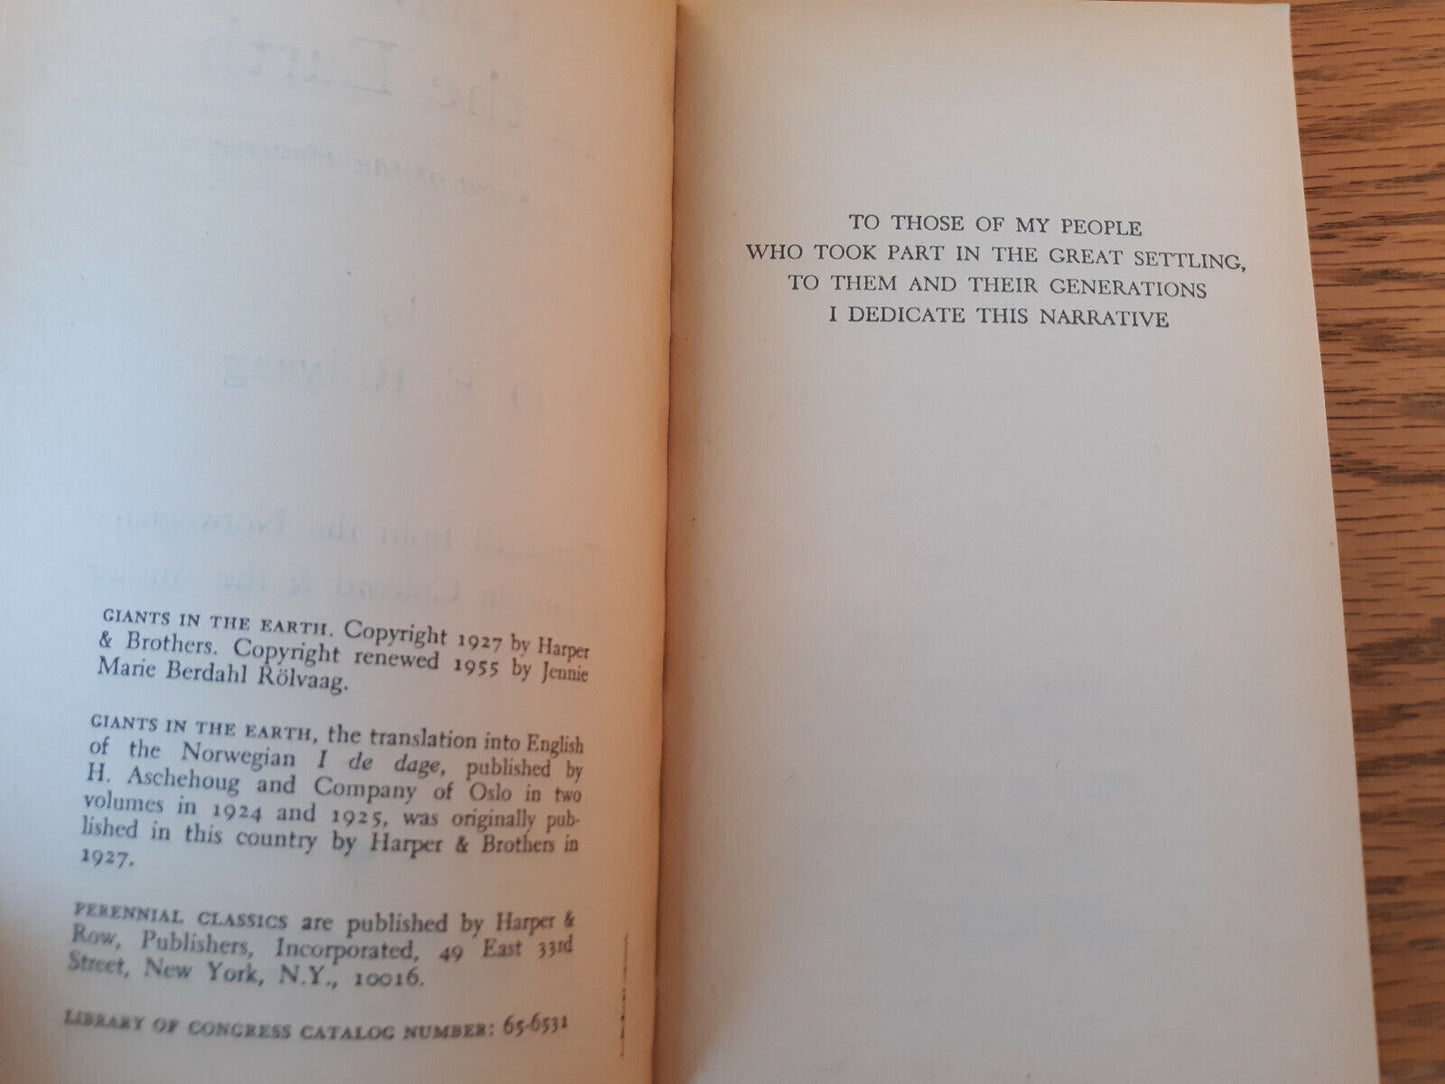 GIANTS IN THE EARTH. Copyright 1927 by Harper
& Brothers. Copyright renewed 1955 by Jennie
Marie Berdahl Rölvaag.
GIANTS IN THE EARTH, the translation into English
of the Norwegian I de dage, published by
H. Aschehoug and Company of Oslo in two
volumes in 1924 and 1925, was originally pub-
lished in this country by Harper & Brothers in
1927.
PERENNIAL CLASSICS are published by Harper &
Row, Publishers, Incorporated, 49 East 33rd
Street, New York, N.Y., 10016.
LIBRARY OF CONGRESS CATALOG NUMBER: 65-6531
TO THOSE OF MY PEOPLE
WHO TOOK PART IN THE GREAT SETTLING,
TO THEM AND THEIR GENERATIONS
I DEDICATE THIS NARRATIVE